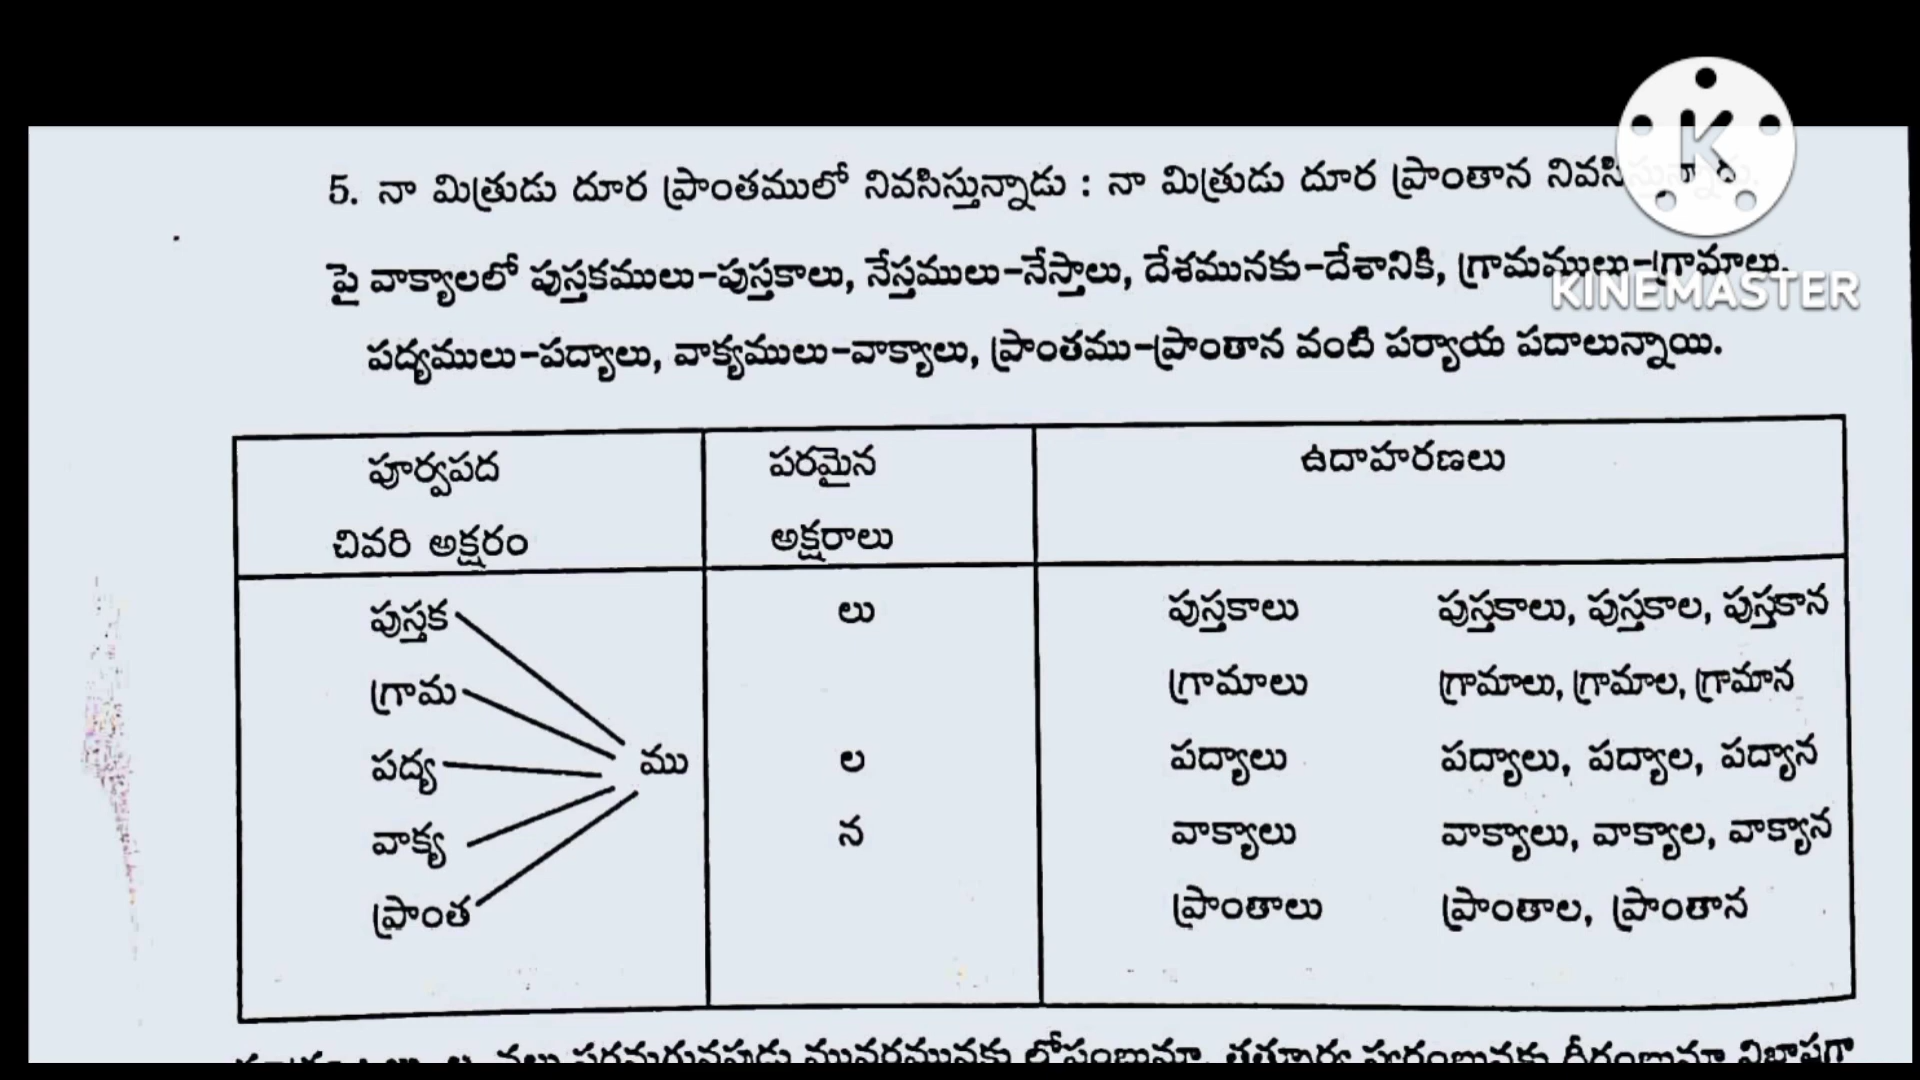 5. నా మిత్రుడు దూర ప్రాంతములో నివసిస్తున్నాడు : నా మిత్రుడు దూర ప్రాంతాన
K
KINEMASTER
పై వాక్యాలలో పుస్తకములు-పుస్తకాలు, నేస్తములు-నేస్తాలు, దేశమునకు-దేశానికి, గ్రామములు-గ్రామాలు,
పద్యములు-పద్యాలు, వాక్యములు-వాక్యాలు, ప్రాంతము-ప్రాంతాన వంటి పర్యాయ పదాలున్నాయి.
పూర్వపద పరమైన ఉదాహరణలు
చివరి అక్షరం అక్షరాలు
పుస్తక లు పుస్తకాలు పుస్తకాలు, పుస్తకాల, పుస్తకాన
గ్రామ గ్రామాలు గ్రామాలు, గ్రామాల, గ్రామాన
పద్య ము ల పద్యాలు పద్యాలు, పద్యాల, పద్యాన
వాక్య న వాక్యాలు వాక్యాలు, వాక్యాల, వాక్యాన
ప్రాంత ప్రాంతాలు ప్రాంతాల, ప్రాంతాన